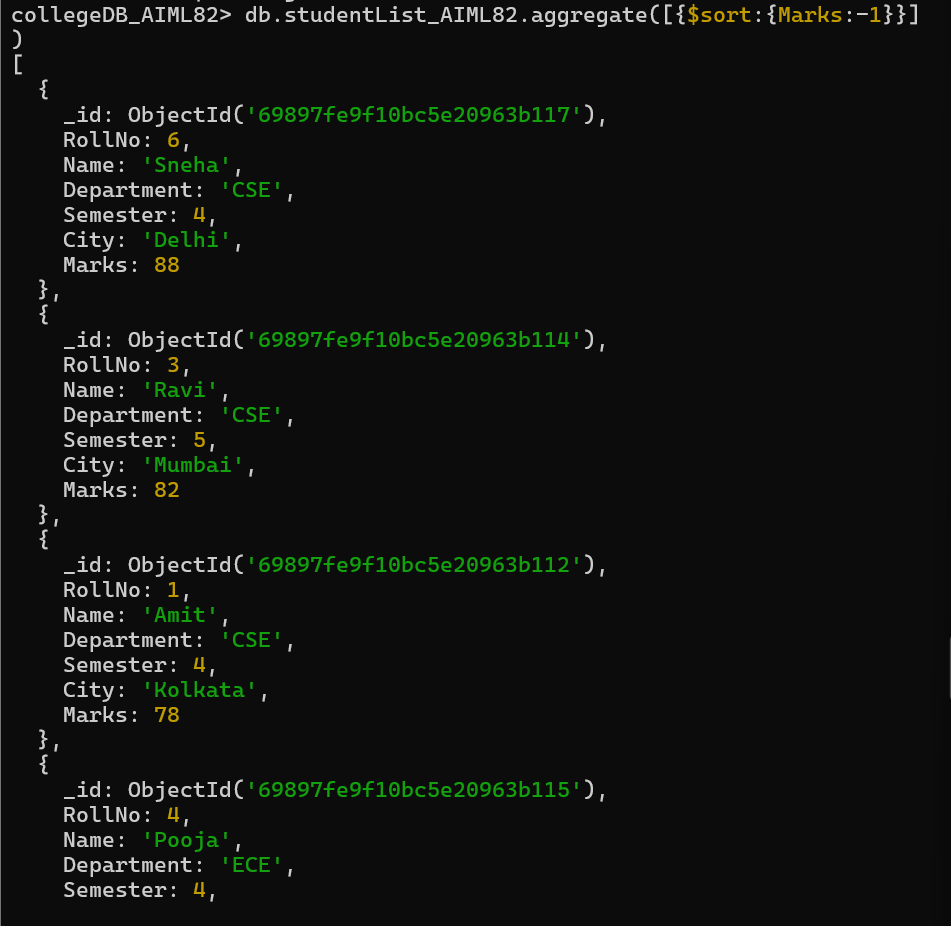 collegeDB_AIML82> db.studentList_AIML82.aggregate([{$sort:{Marks:-1}}]
)
[
  {
    _id: ObjectId('69897fe9f10bc5e20963b117'),
    RollNo: 6,
    Name: 'Sneha',
    Department: 'CSE',
    Semester: 4,
    City: 'Delhi',
    Marks: 88
  },
  {
    _id: ObjectId('69897fe9f10bc5e20963b114'),
    RollNo: 3,
    Name: 'Ravi',
    Department: 'CSE',
    Semester: 5,
    City: 'Mumbai',
    Marks: 82
  },
  {
    _id: ObjectId('69897fe9f10bc5e20963b112'),
    RollNo: 1,
    Name: 'Amit',
    Department: 'CSE',
    Semester: 4,
    City: 'Kolkata',
    Marks: 78
  },
  {
    _id: ObjectId('69897fe9f10bc5e20963b115'),
    RollNo: 4,
    Name: 'Pooja',
    Department: 'ECE',
    Semester: 4,